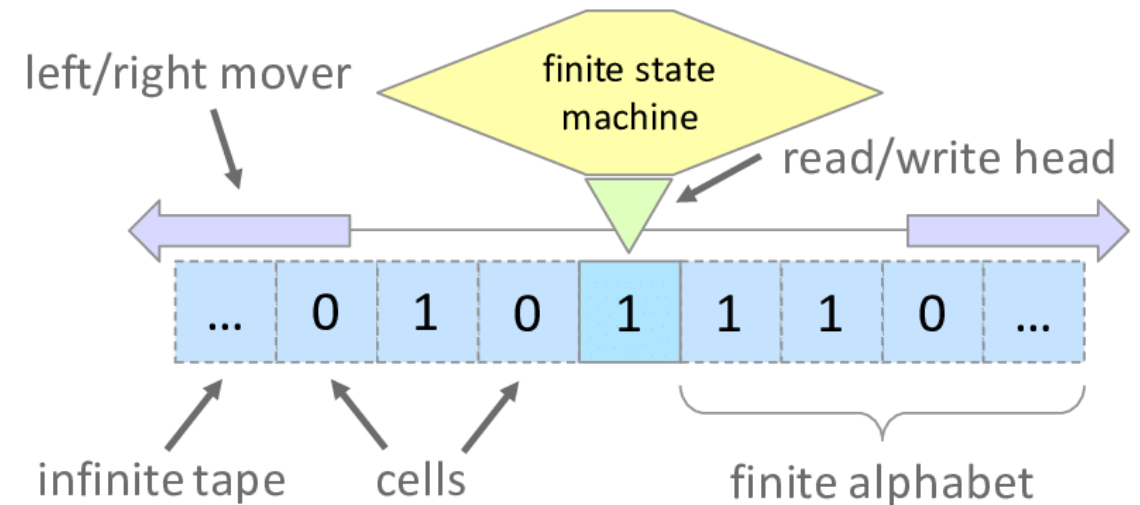 finite state
machine
left/right mover
read/write head
... 0 1 0 1 1 1 0 ...
infinite tape
cells
finite alphabet